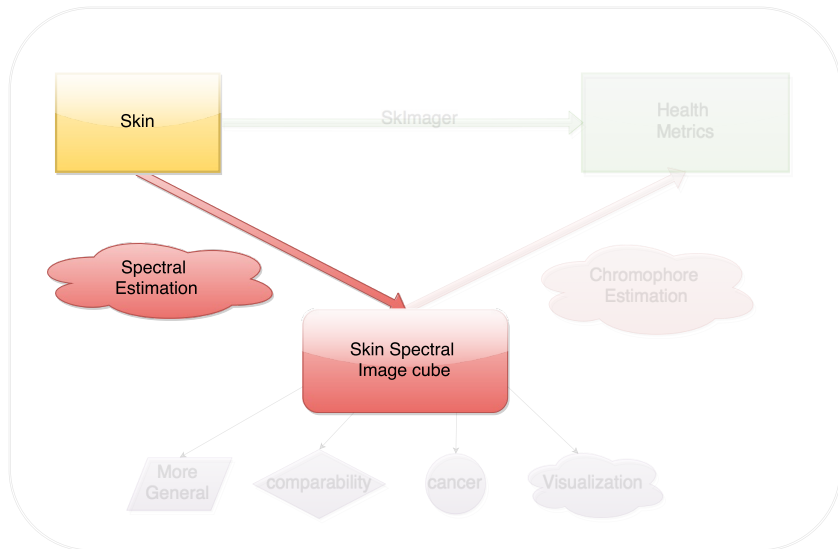 Skin
SkImager
Health
Metrics
Spectral
Estimation
Chromophore
Estimation
Skin Spectral
Image cube
More
General
comparability
cancer
Visualization